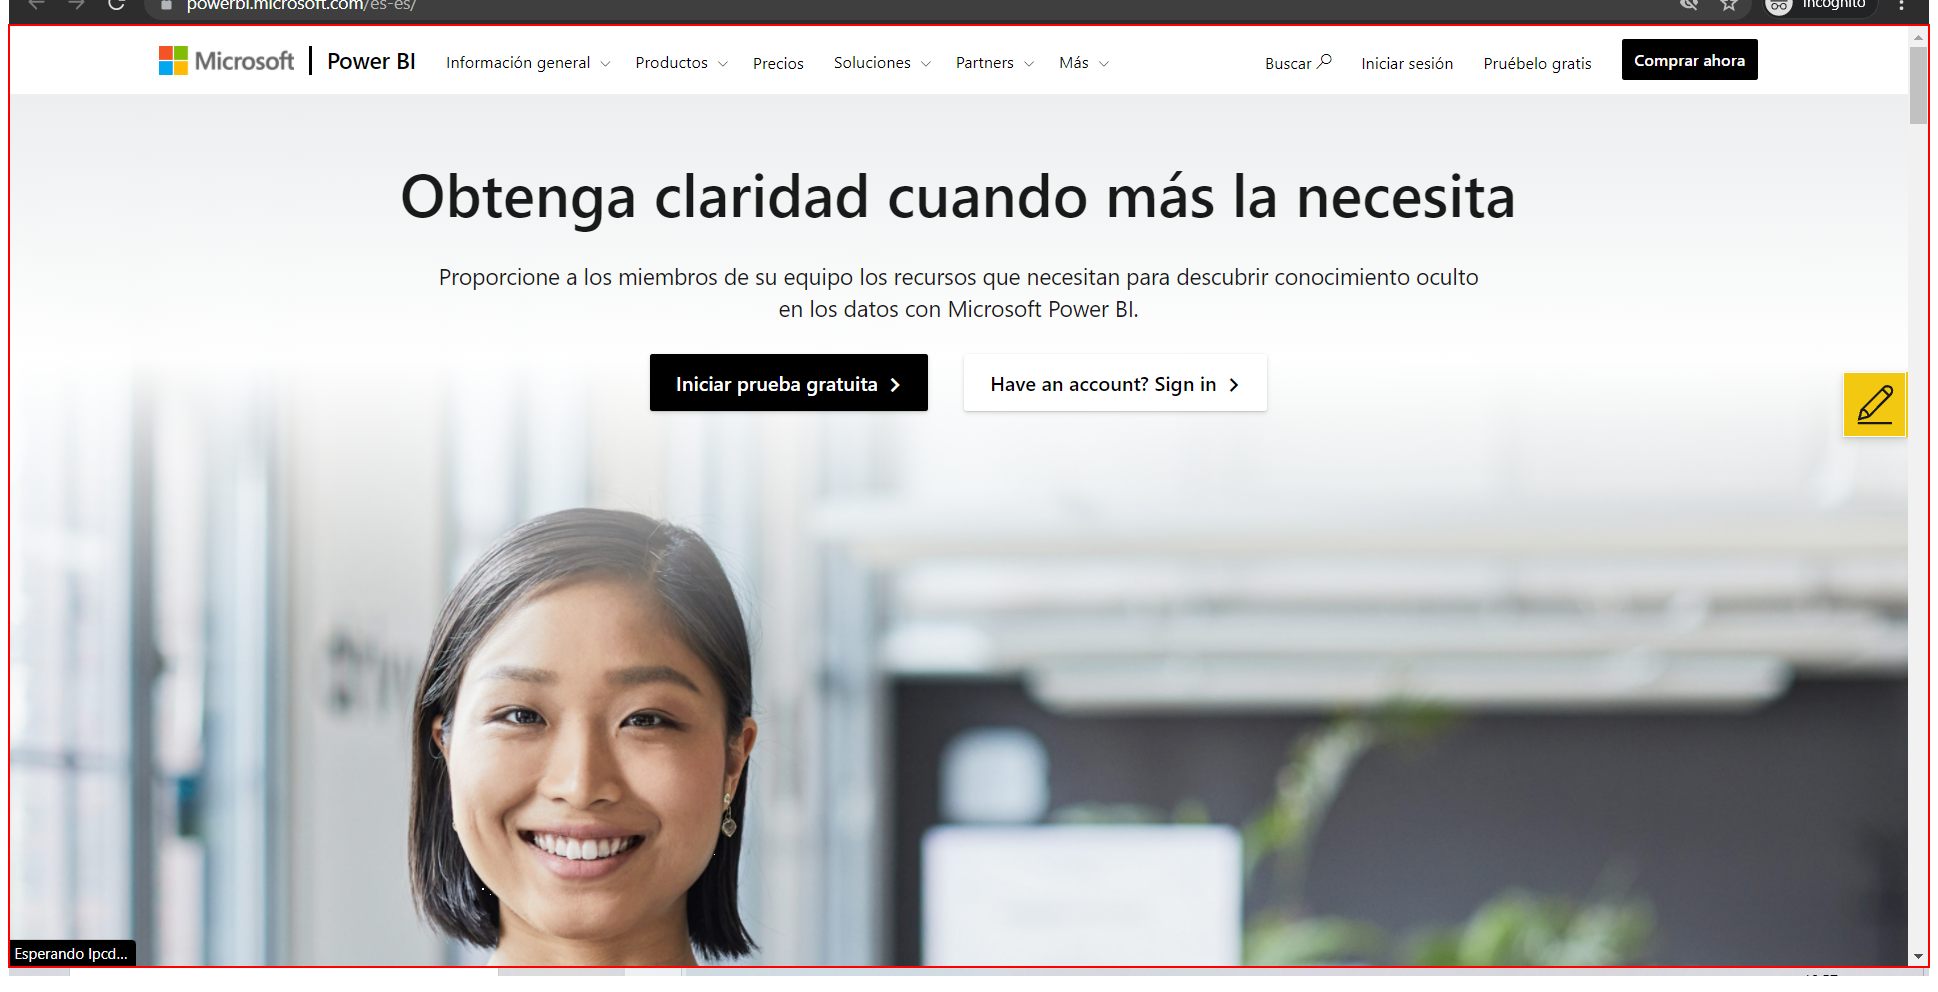 powerbi.microsoft.com/es-es/
Incógnito
Microsoft | Power BI
Información general
Productos
Precios
Soluciones
Partners
Más
Buscar
Iniciar sesión
Pruébelo gratis
Comprar ahora
Obtenga claridad cuando más la necesita
Proporcione a los miembros de su equipo los recursos que necesitan para descubrir conocimiento oculto
en los datos con Microsoft Power BI.
Iniciar prueba gratuita
Have an account? Sign in
Esperando lpcd...